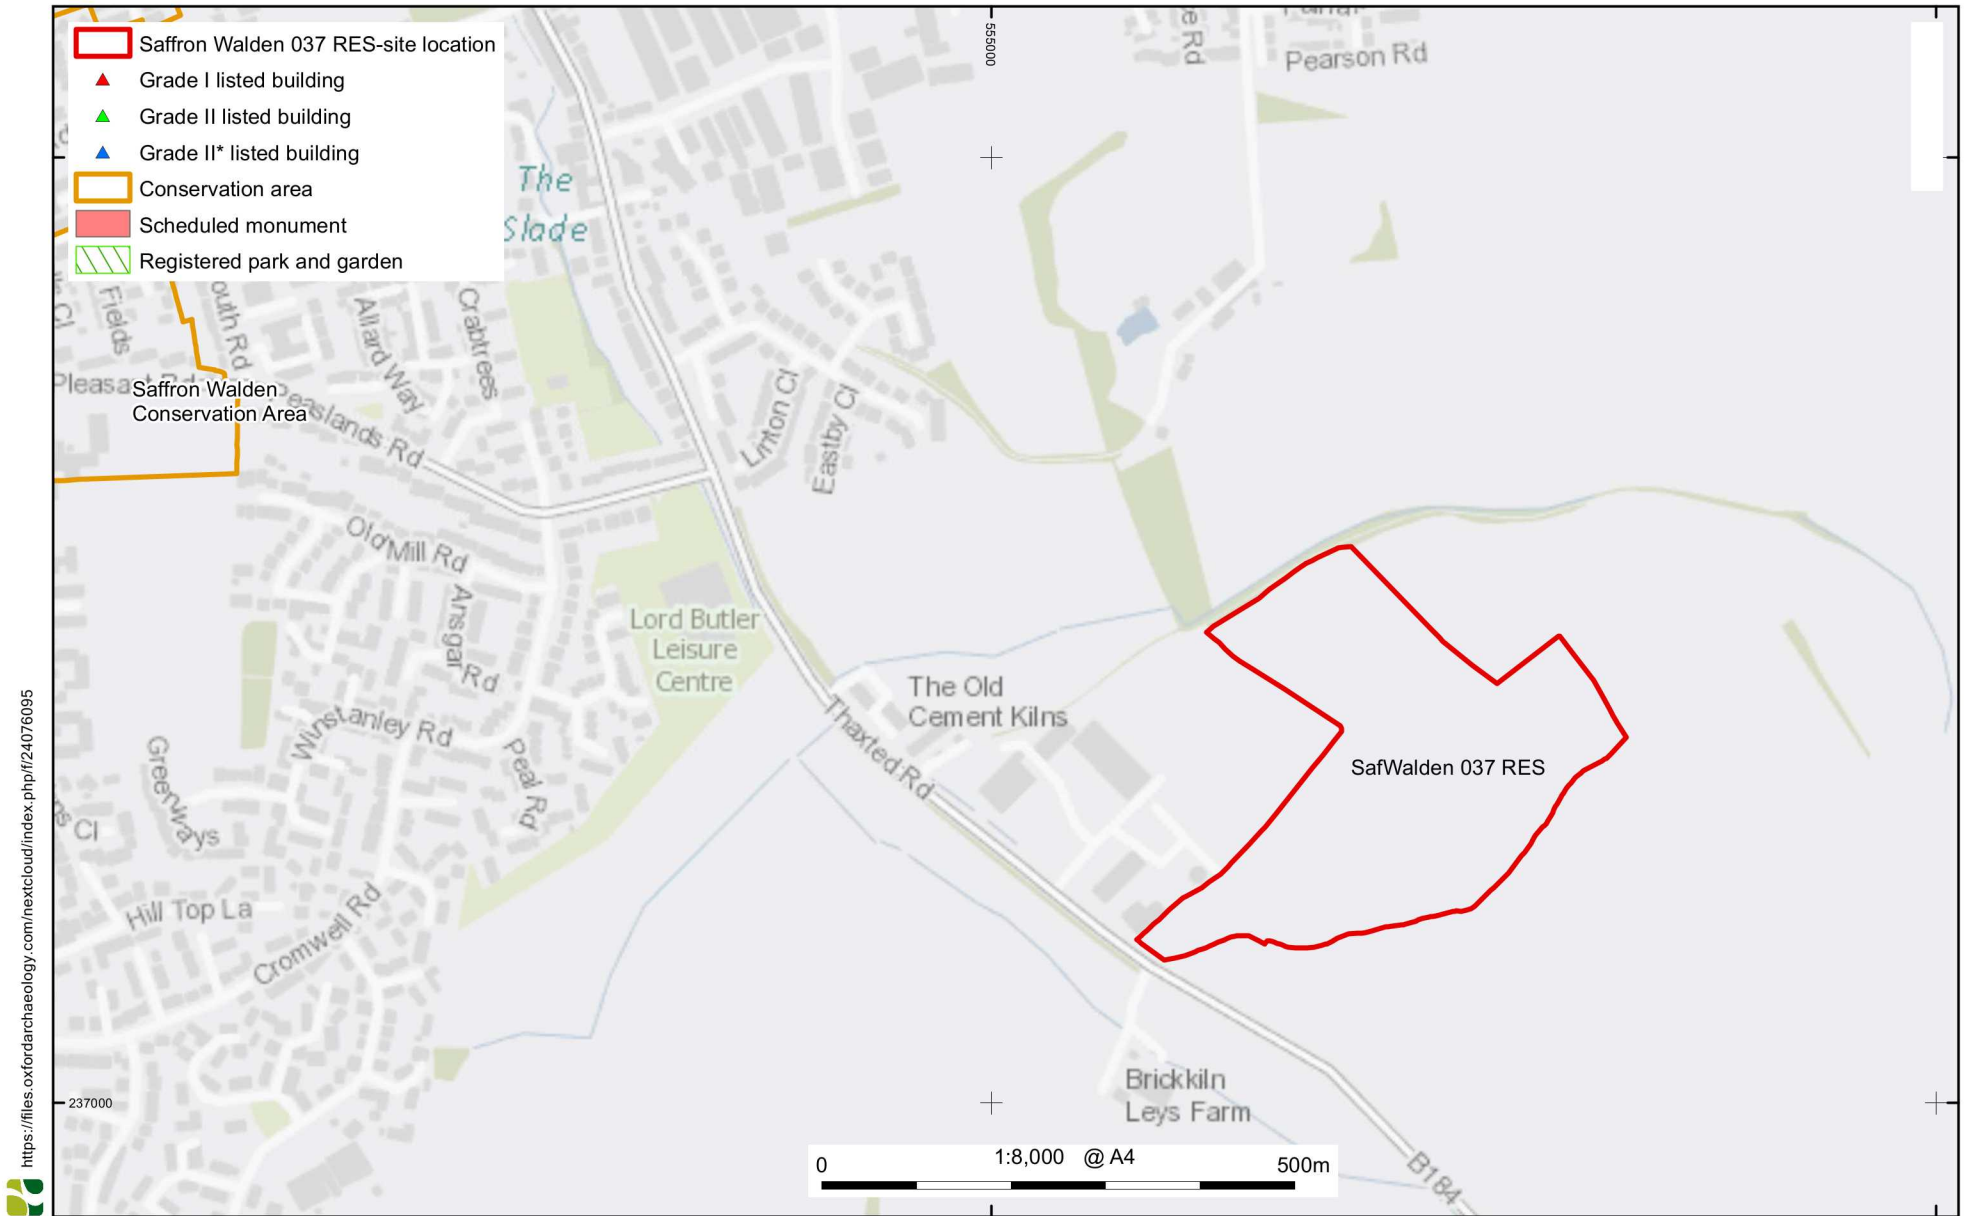 Saffron Walden 037 RES-site location
Grade I listed building
Grade II listed building
Grade II* listed building
Conservation area
Scheduled monument
Registered park and garden
555000
Pearson Rd
The
Slade
Fields
outh Rd
Allard Way
Crabtrees
Cl
Saffron Walden
Conservation Area
Peaslands Rd
Linton Cl
Eastby Cl
Old Mill Rd
Ansgar Rd
Lord Butler
Leisure
Centre
The Old
Cement Kilns
Winstanley Rd
Peal Rd
Thaxted Rd
Greenways
SafWalden 037 RES
Hill Top La
Cromwell Rd
Brickkiln
Leys Farm
237000
B184
0
1:8,000 @ A4
500m
https://files.oxfordarchaeology.com/nextcloud/index.php/f/24076095